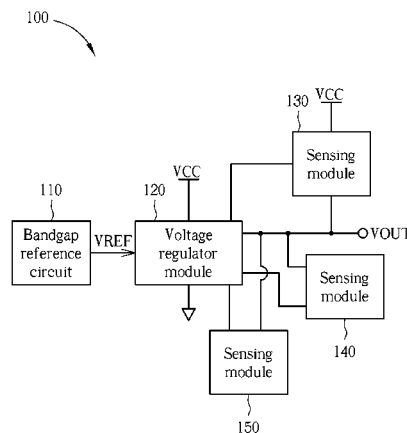 100
130
VCC
Sensing
module
110
120
VCC
Bandgap
reference
circuit
VREF
Voltage
regulator
module
VOUT
Sensing
module
140
Sensing
module
150